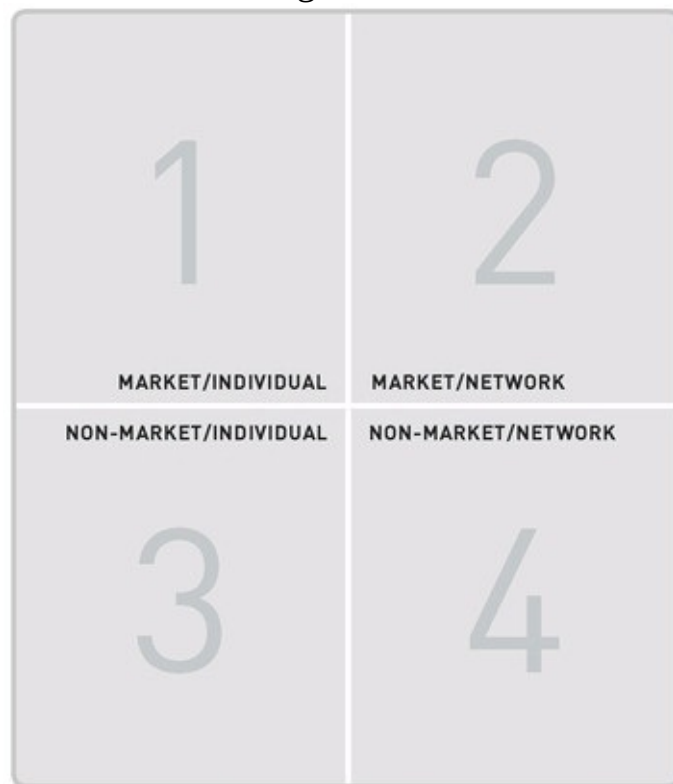 1
2
MARKET/INDIVIDUAL
MARKET/NETWORK
NON-MARKET/INDIVIDUAL
NON-MARKET/NETWORK
3
4